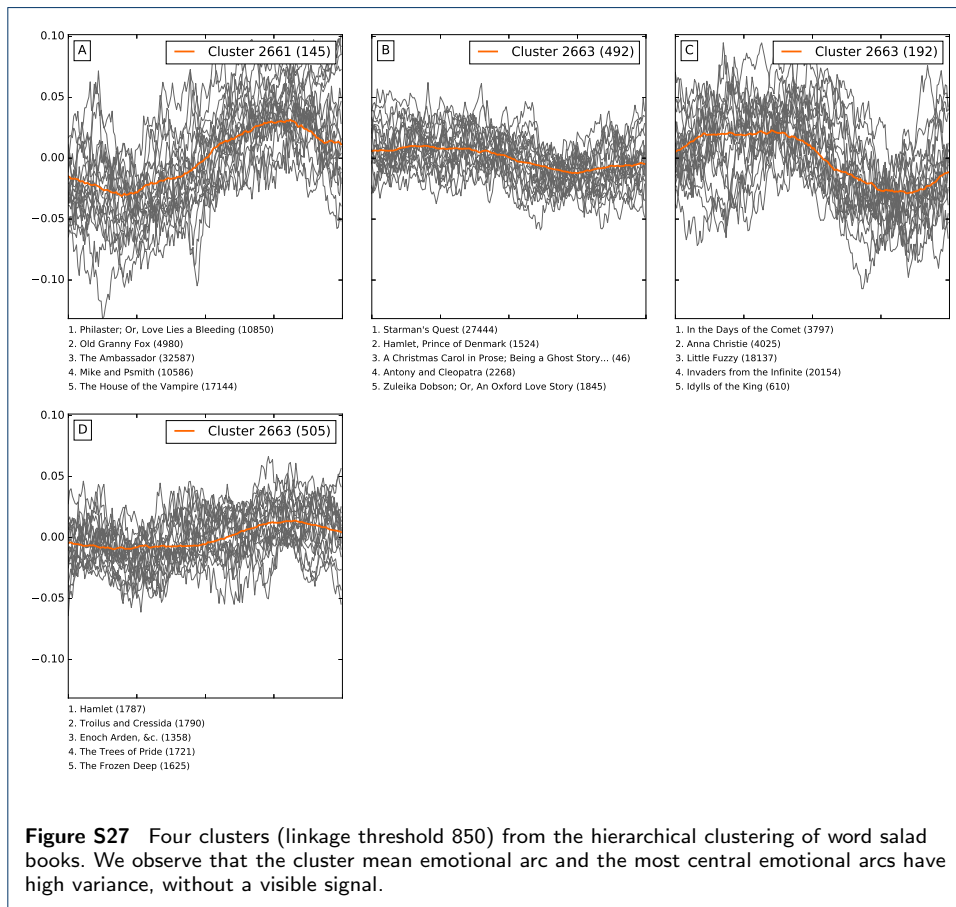 A
Cluster 2661 (145)
B
Cluster 2663 (492)
C
Cluster 2663 (192)
0.10
0.05
0.00
−0.05
−0.10
1. Philaster; Or, Love Lies a Bleeding (10850)
2. Old Granny Fox (4980)
3. The Ambassador (32587)
4. Mike and Psmith (10586)
5. The House of the Vampire (17144)
1. Starman's Quest (27444)
2. Hamlet, Prince of Denmark (1524)
3. A Christmas Carol in Prose; Being a Ghost Story... (46)
4. Antony and Cleopatra (2268)
5. Zuleika Dobson; Or, An Oxford Love Story (1845)
1. In the Days of the Comet (3797)
2. Anna Christie (4025)
3. Little Fuzzy (18137)
4. Invaders from the Infinite (20154)
5. Idylls of the King (610)
D
Cluster 2663 (505)
0.10
0.05
0.00
−0.05
−0.10
1. Hamlet (1787)
2. Troilus and Cressida (1790)
3. Enoch Arden, &c. (1358)
4. The Trees of Pride (1721)
5. The Frozen Deep (1625)
Figure S27 Four clusters (linkage threshold 850) from the hierarchical clustering of word salad
books. We observe that the cluster mean emotional arc and the most central emotional arcs have
high variance, without a visible signal.